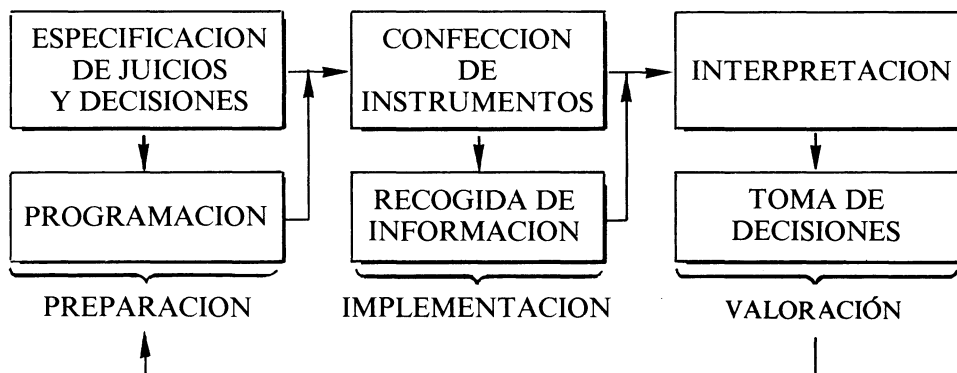 ESPECIFICACION
DE JUICIOS
Y DECISIONES
PROGRAMACION
PREPARACION
CONFECCION
DE
INSTRUMENTOS
RECOGIDA DE
INFORMACION
IMPLEMENTACION
INTERPRETACION
TOMA DE
DECISIONES
VALORACIÓN